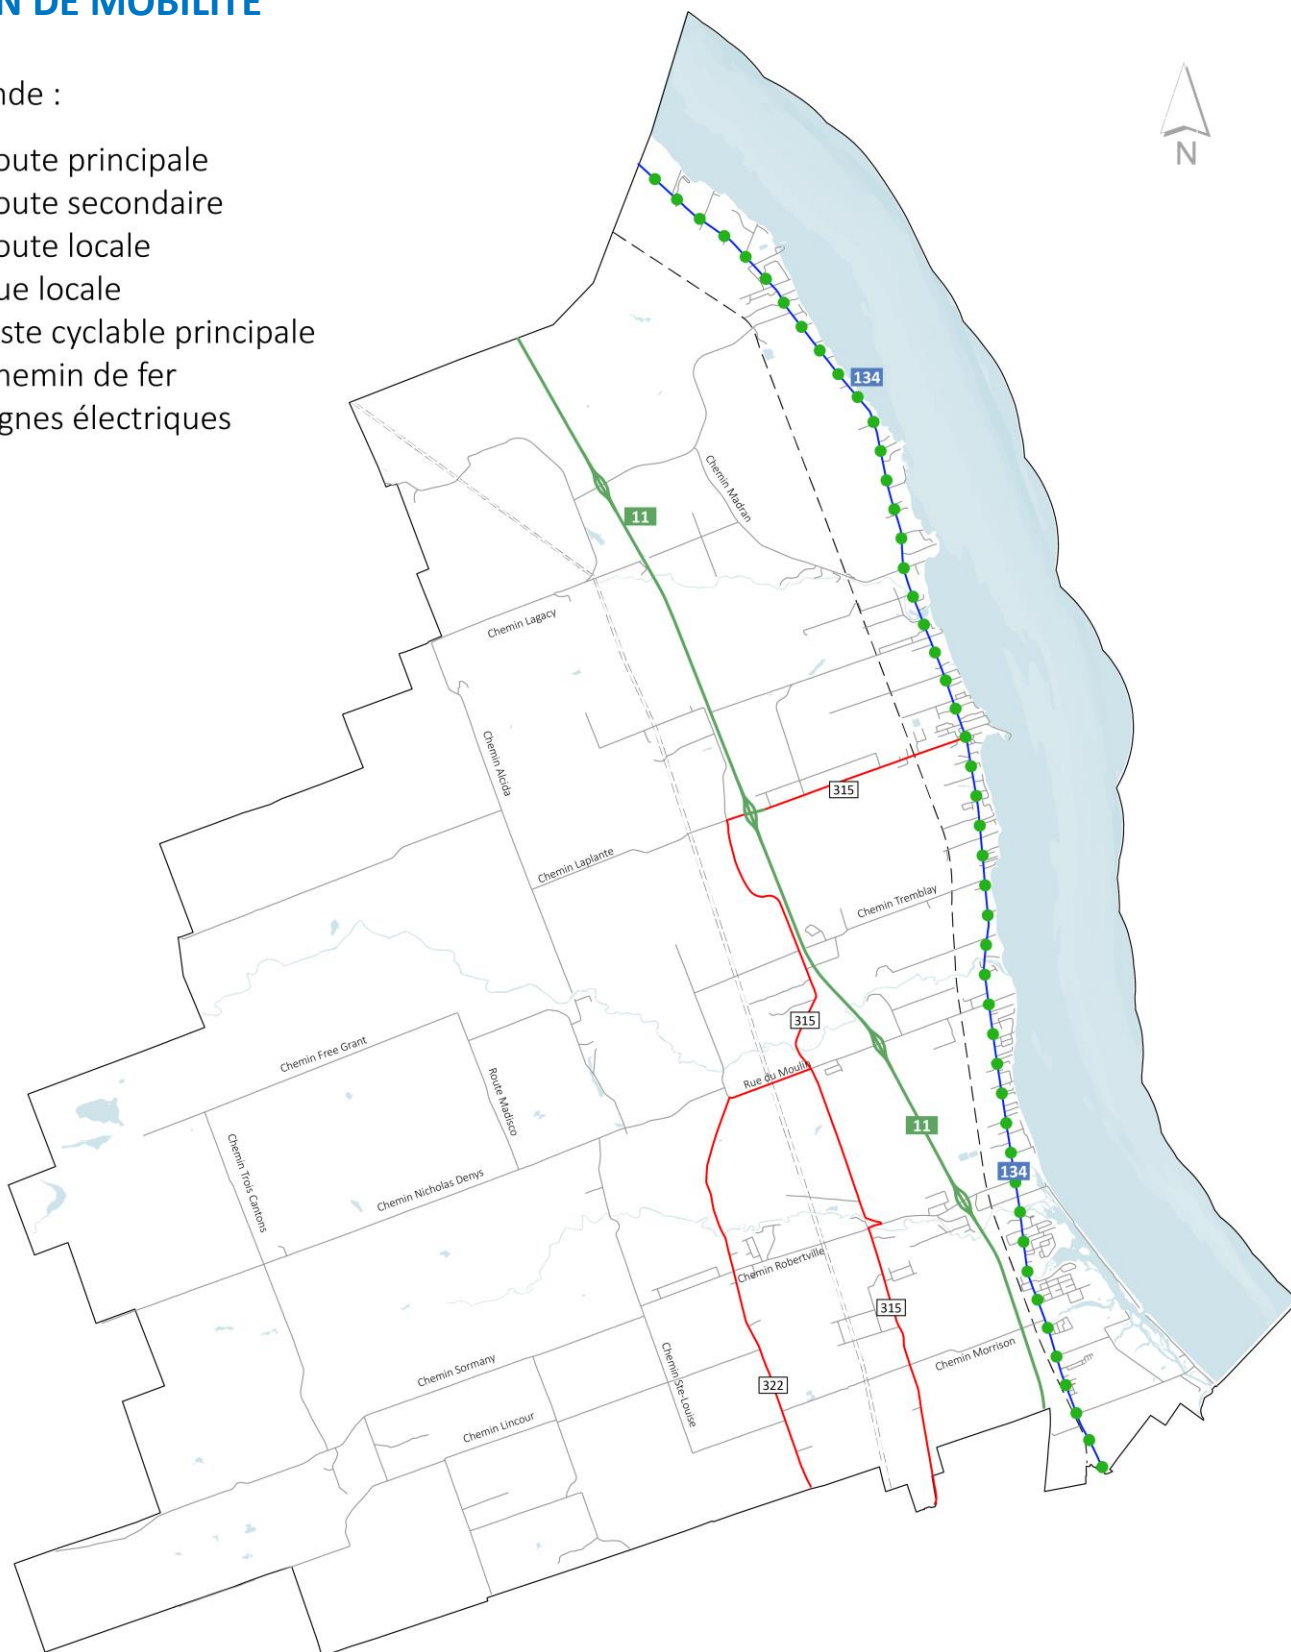 N DE MOBILITÉ
nde :
oute principale
oute secondaire
oute locale
ue locale
iste cyclable principale
hemin de fer
gnes électriques
N
134
Chemin Madran
11
Chemin Lagacy
Chemin Alcida
315
Chemin Laplante
Chemin Tremblay
315
Chemin Free Grant
Rue du Moulin
Route Madisco
11
Chemin Trois Cantons
134
Chemin Nicholas Denys
Chemin Robertville
315
Chemin Morrison
Chemin Sormany
Chemin Ste-Louise
322
Chemin Lincour